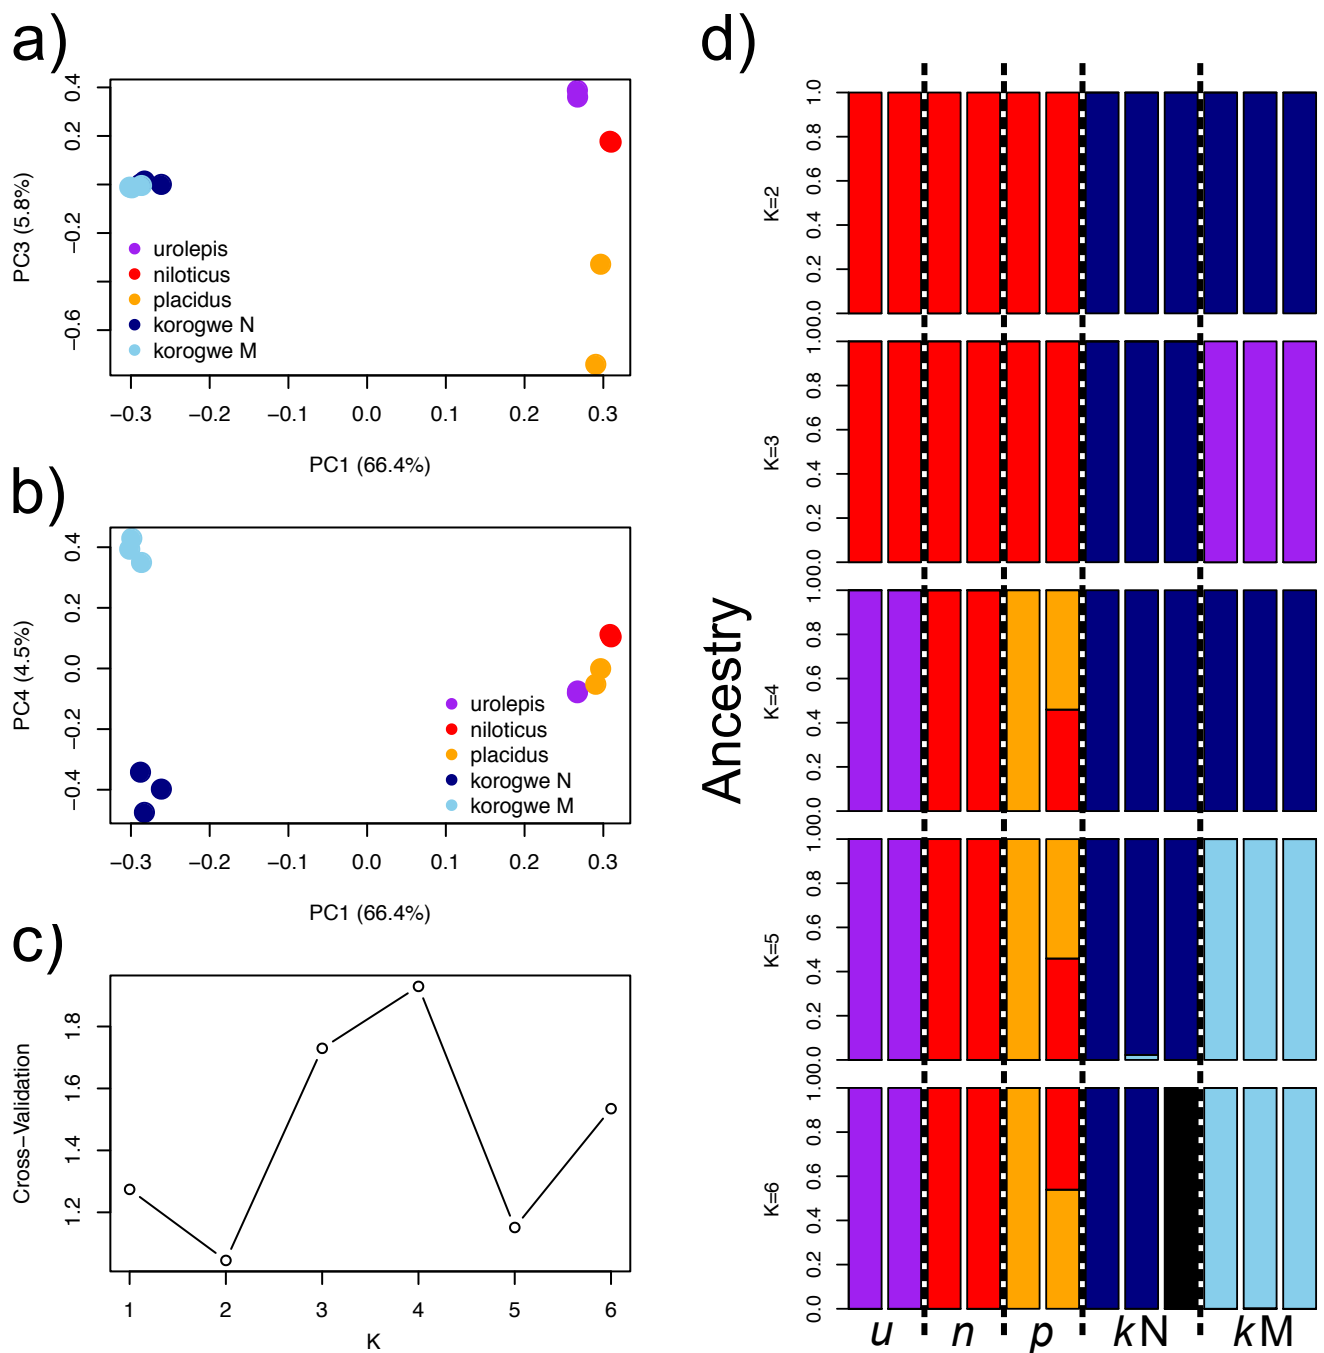 a)
PC3 (5.8%)
0.4
0.2
−0.2
−0.6
urolepis
niloticus
placidus
korogwe N
korogwe M
−0.3 −0.2 −0.1 0.0 0.1 0.2 0.3
PC1 (66.4%)
b)
PC4 (4.5%)
0.4
0.2
0.0
−0.2
−0.4
urolepis
niloticus
placidus
korogwe N
korogwe M
−0.3 −0.2 −0.1 0.0 0.1 0.2 0.3
PC1 (66.4%)
c)
Cross−Validation
1.8
1.6
1.4
1.2
1 2 3 4 5 6
K
d)
Ancestry
K=2
0.0 0.2 0.4 0.6 0.8 1.0
K=3
0.0 0.2 0.4 0.6 0.8 1.0
K=4
0.0 0.2 0.4 0.6 0.8 1.0
K=5
0.0 0.2 0.4 0.6 0.8 1.0
K=6
0.0 0.2 0.4 0.6 0.8 1.0
u n p kN kM